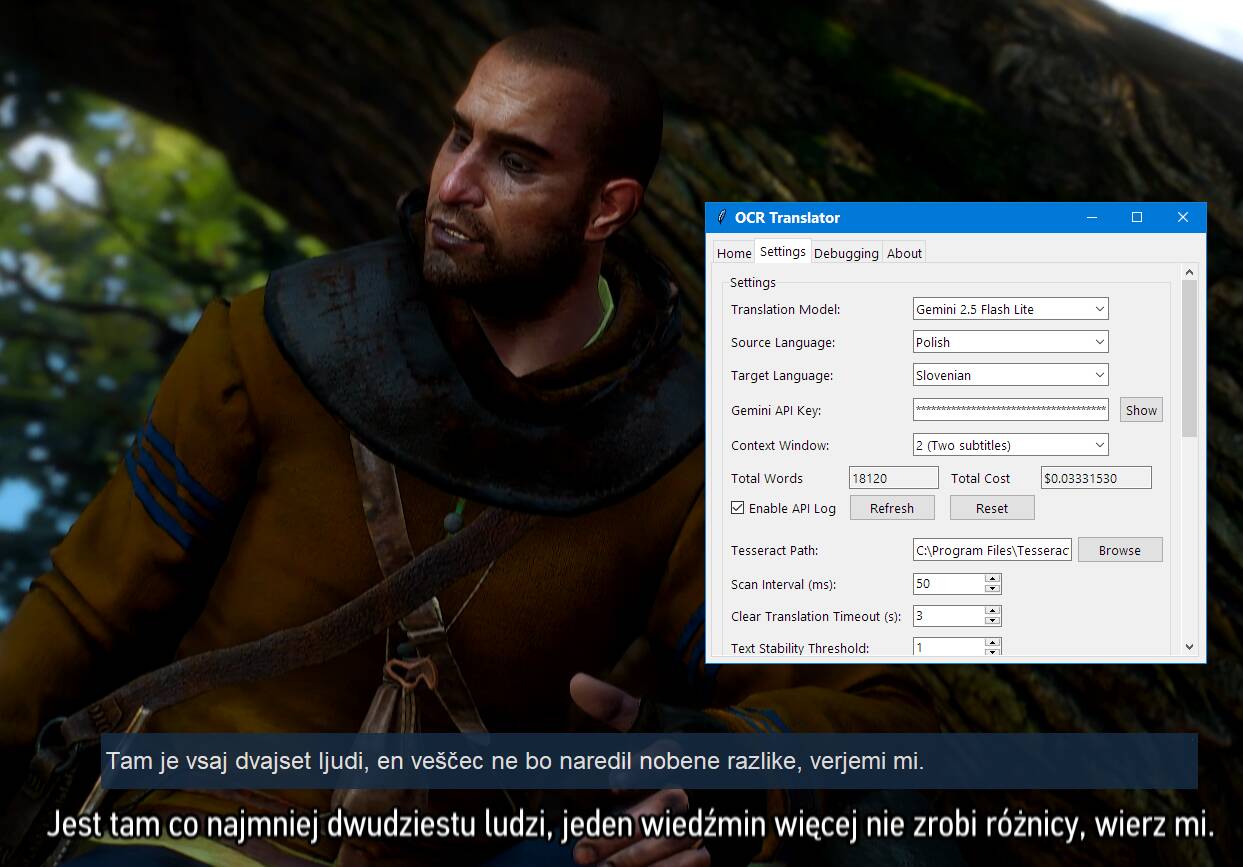 OCR Translator
Home Settings Debugging About
Settings
Translation Model: Gemini 2.5 Flash Lite
Source Language: Polish
Target Language: Slovenian
Gemini API Key: ************************************** Show
Context Window: 2 (Two subtitles)
Total Words 18120 Total Cost $0.03331530
Enable API Log Refresh Reset
Tesseract Path: C:\Program Files\Tesserac Browse
Scan Interval (ms): 50
Clear Translation Timeout (s): 3
Text Stability Threshold: 1
Tam je vsaj dvajset ljudi, en veščec ne bo naredil nobene razlike, verjemi mi.
Jest tam co najmniej dwudziestu ludzi, jeden wiedźmin więcej nie zrobi różnicy, wierz mi.